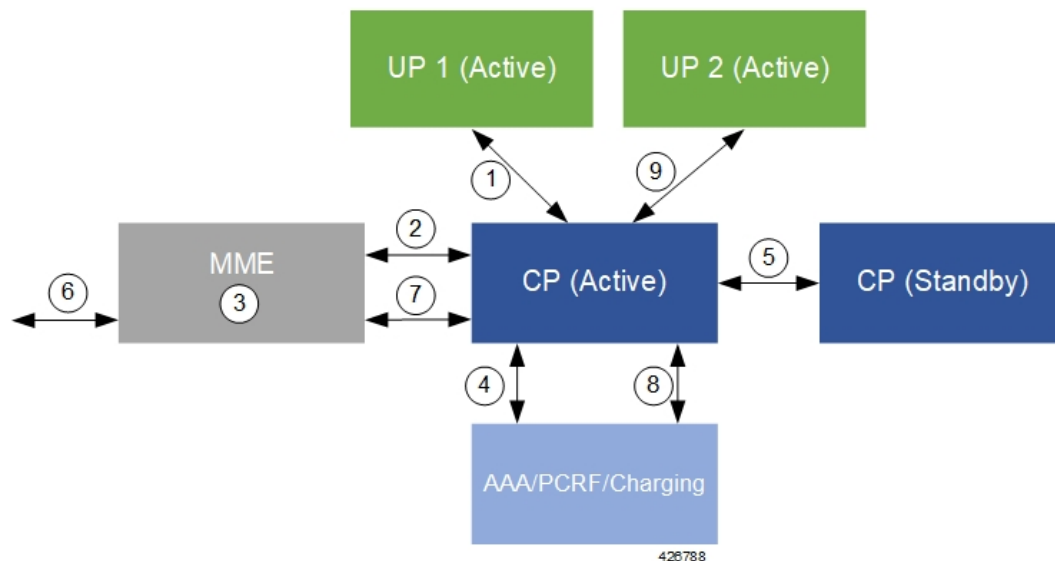 UP 1 (Active)
UP 2 (Active)
1
9
2
MME
3
6
7
CP (Active)
5
CP (Standby)
4
8
AAA/PCRF/Charging
426788